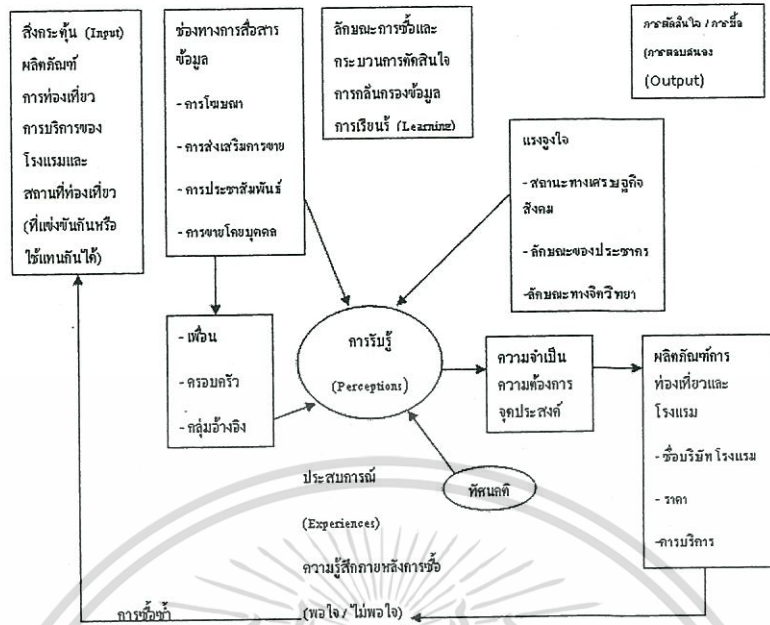 สิ่งกระตุ้น (Input)
ผลิตภัณฑ์
การท่องเที่ยว
การบริการของ
โรงแรมและ
สถานที่ท่องเที่ยว
(ที่แข่งขันกันหรือ
ใช้แทนกันได้)
ช่องทางการสื่อสาร
ข้อมูล
- การโฆษณา
- การส่งเสริมการขาย
- การประชาสัมพันธ์
- การขายโดยบุคคล
ลักษณะการซื้อและ
กระบวนการตัดสินใจ
การกลั่นกรองข้อมูล
การเรียนรู้ (Learning)
การตัดสินใจ / การซื้อ
(การตอบสนอง
(Output)
แรงจูงใจ
- สถานะทางเศรษฐกิจ
สังคม
- ลักษณะของประชากร
-ลักษณะทางจิตวิทยา
- เพื่อน
- ครอบครัว
- กลุ่มอ้างอิง
การรับรู้
(Perceptions)
ความจำเป็น
ความต้องการ
จุดประสงค์
ผลิตภัณฑ์การ
ท่องเที่ยวและ
โรงแรม
- ชื่อบริษัท โรงแรม
- ราคา
-การบริการ
ทัศนคติ
ประสบการณ์
(Experiences)
ความรู้สึกภายหลังการซื้อ
(พอใจ / ไม่พอใจ)
การซื้อซ้ำ